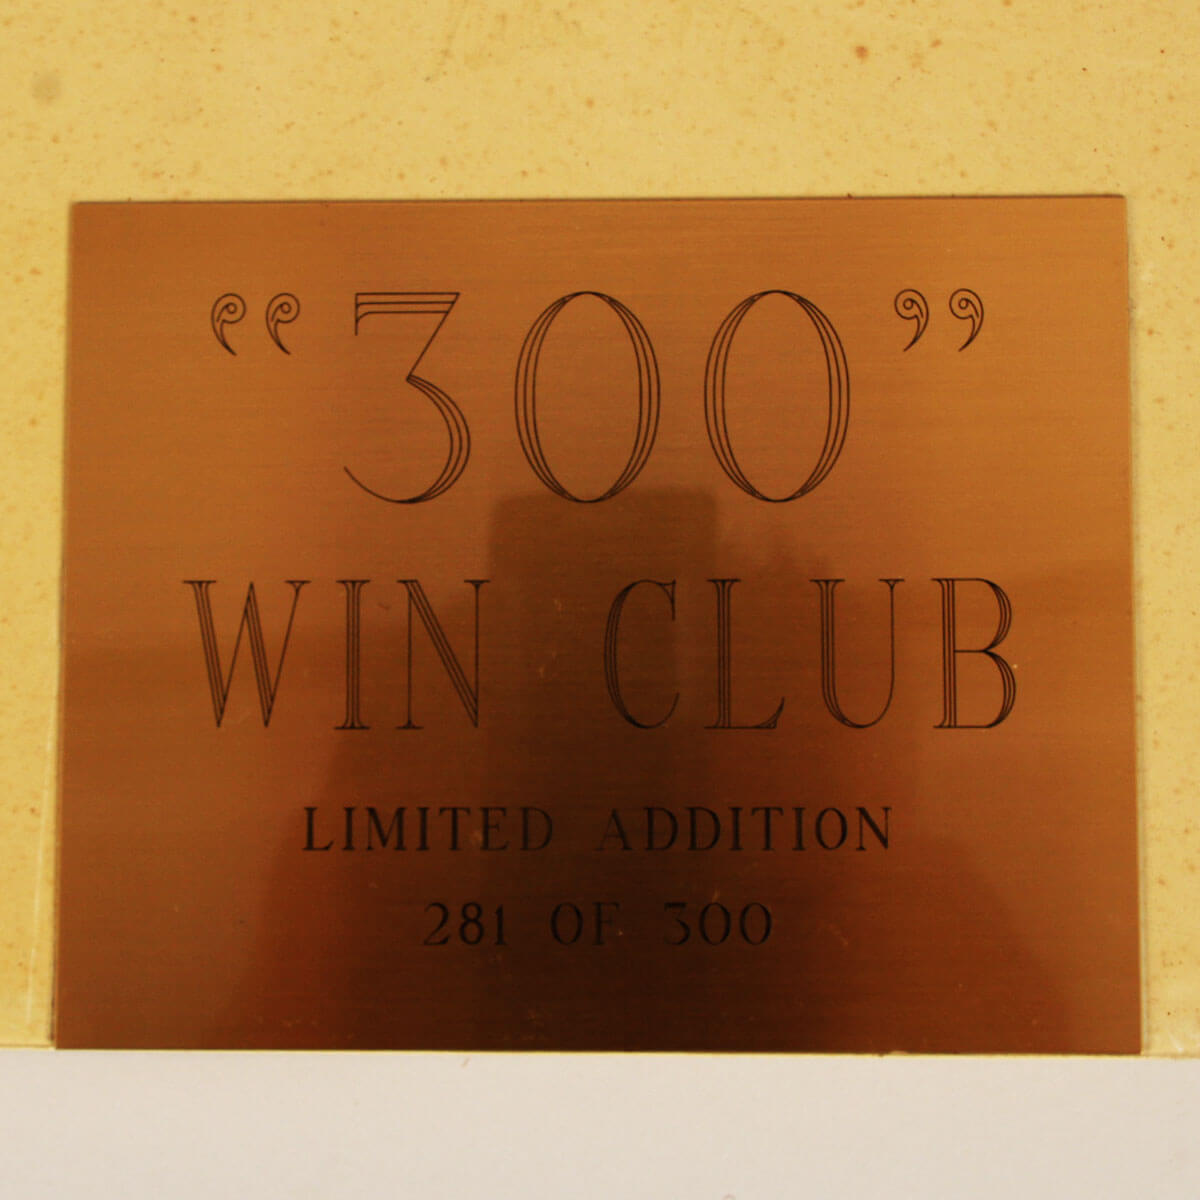 “300”
WIN CLUB
LIMITED ADDITION
281 OF 300